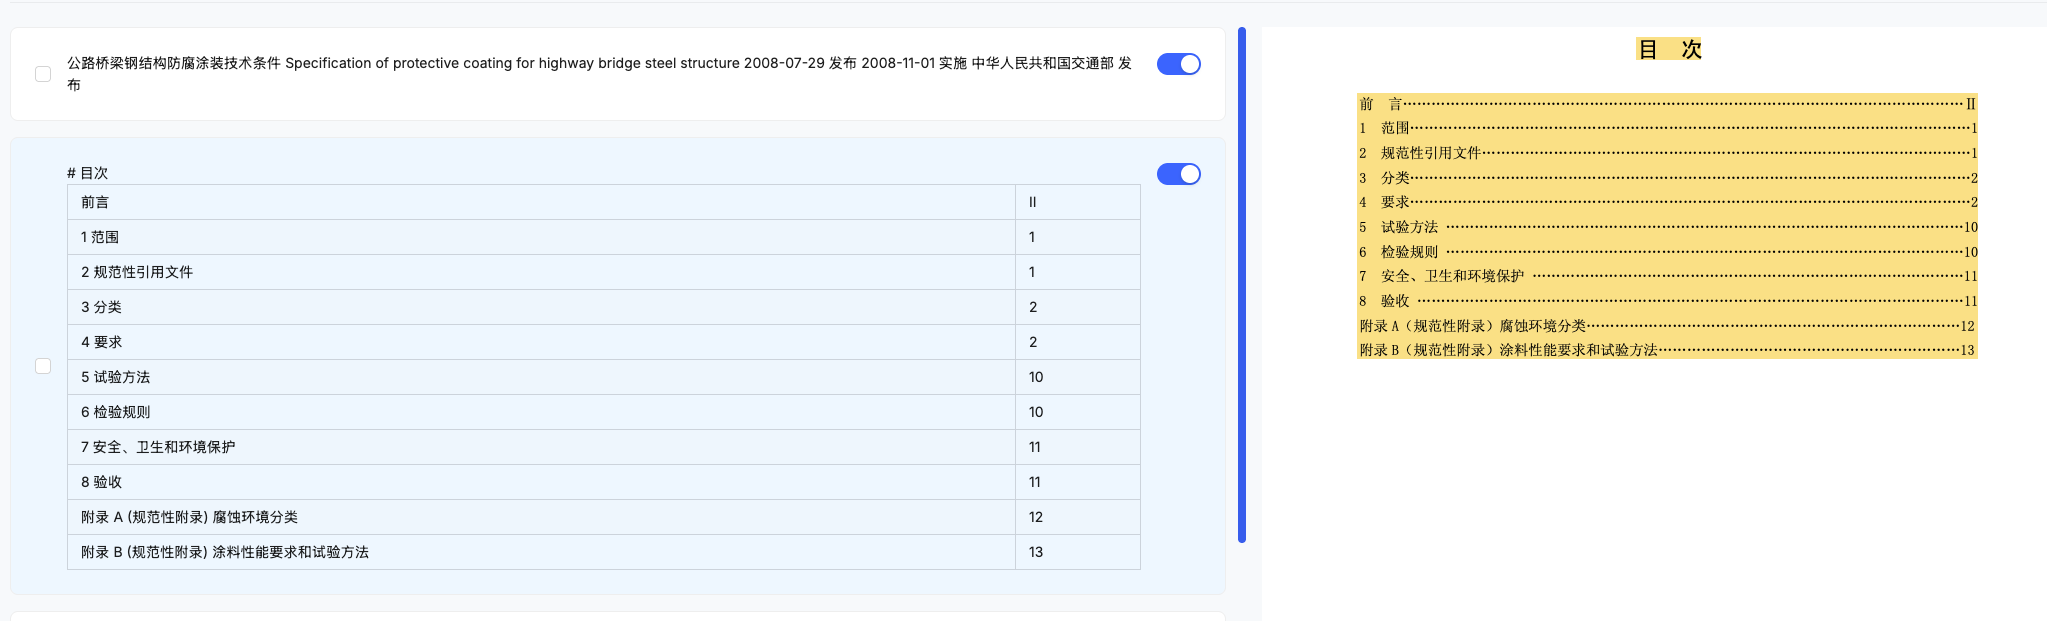 公路桥梁钢结构防腐涂装技术条件 Specification of protective coating for highway bridge steel structure 2008-07-29 发布 2008-11-01 实施 中华人民共和国交通部 发
布
# 目次
前言 II
1 范围 1
2 规范性引用文件 1
3 分类 2
4 要求 2
5 试验方法 10
6 检验规则 10
7 安全、卫生和环境保护 11
8 验收 11
附录 A (规范性附录) 腐蚀环境分类 12
附录 B (规范性附录) 涂料性能要求和试验方法 13
目 次
前 言……………………………………………………II
1 范围……………………………………………………1
2 规范性引用文件……………………………………………………1
3 分类……………………………………………………2
4 要求……………………………………………………2
5 试验方法 ……………………………………………………10
6 检验规则 ……………………………………………………10
7 安全、卫生和环境保护 ……………………………………………………11
8 验收 ……………………………………………………11
附录 A（规范性附录）腐蚀环境分类……………………………………………………12
附录 B（规范性附录）涂料性能要求和试验方法……………………………………………………13